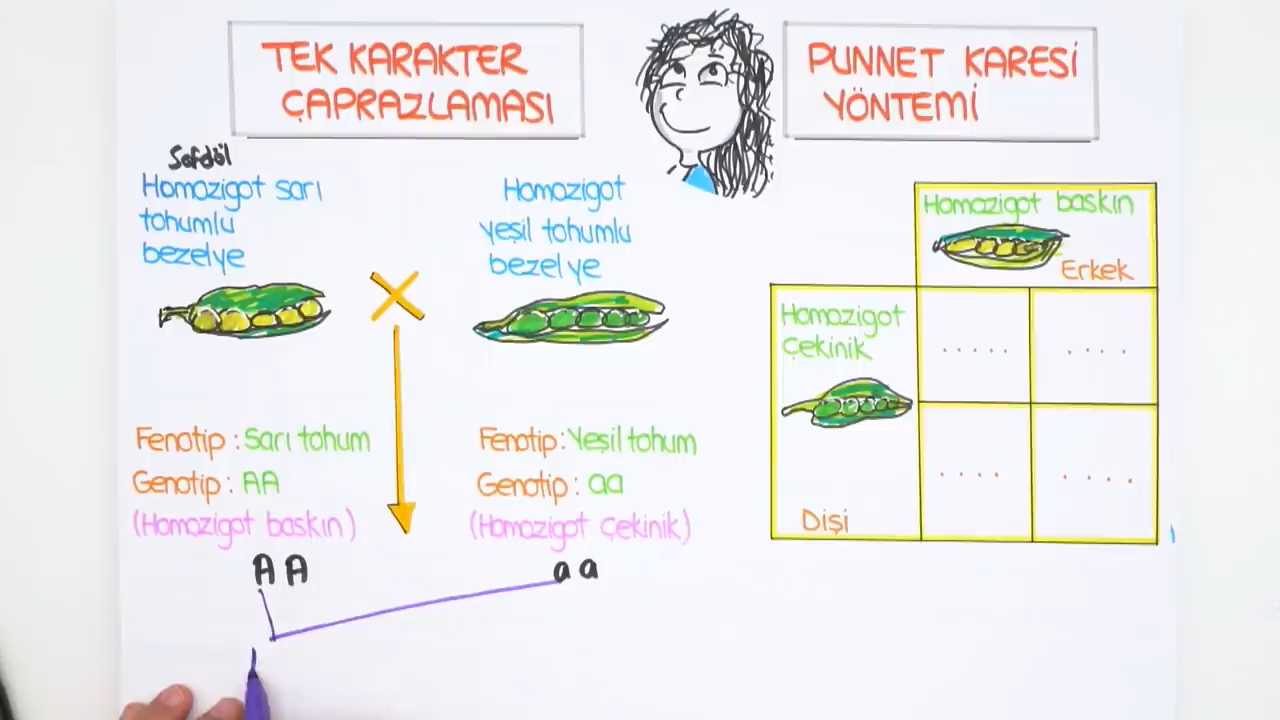 TEK KARAKTER
ÇAPRAZLAMASI
PUNNET KARESİ
YÖNTEMİ
Safdöl
Homozigot sarı
tohumlu
bezelye
Homozigot
yeşil tohumlu
bezelye
Fenotip: Sarı tohum
Genotip: AA
(Homozigot baskın)
Fenotip: Yeşil tohum
Genotip: aa
(Homozigot çekinik)
A A
a a
Homozigot baskın
Erkek
Homozigot
çekinik
Dişi
.....
....
....
....